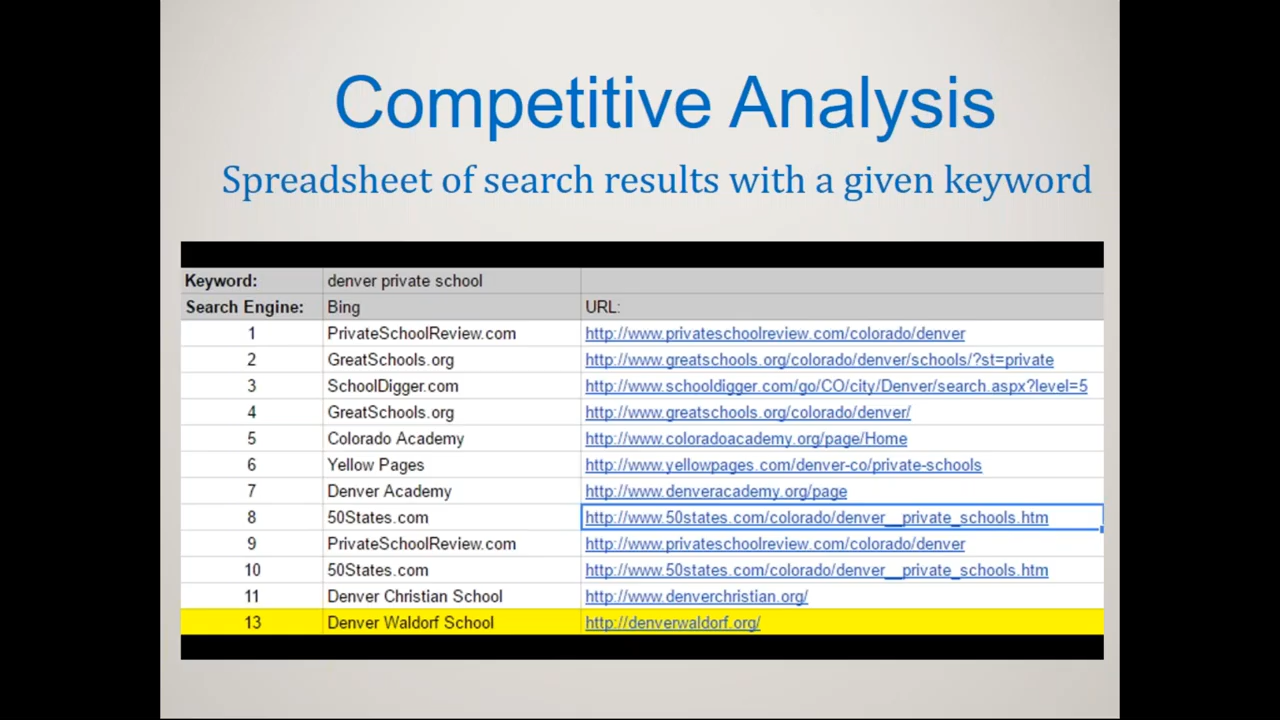 Competitive Analysis
Spreadsheet of search results with a given keyword
Keyword: denver private school
Search Engine: Bing URL:
1 PrivateSchoolReview.com http://www.privateschoolreview.com/colorado/denver
2 GreatSchools.org http://www.greatschools.org/colorado/denver/schools/?st=private
3 SchoolDigger.com http://www.schooldigger.com/go/CO/city/Denver/search.aspx?level=5
4 GreatSchools.org http://www.greatschools.org/colorado/denver/
5 Colorado Academy http://www.coloradoacademy.org/page/Home
6 Yellow Pages http://www.yellowpages.com/denver-co/private-schools
7 Denver Academy http://www.denveracademy.org/page
8 50States.com http://www.50states.com/colorado/denver__private_schools.htm
9 PrivateSchoolReview.com http://www.privateschoolreview.com/colorado/denver
10 50States.com http://www.50states.com/colorado/denver__private_schools.htm
11 Denver Christian School http://www.denverchristian.org/
13 Denver Waldorf School http://denverwaldorf.org/